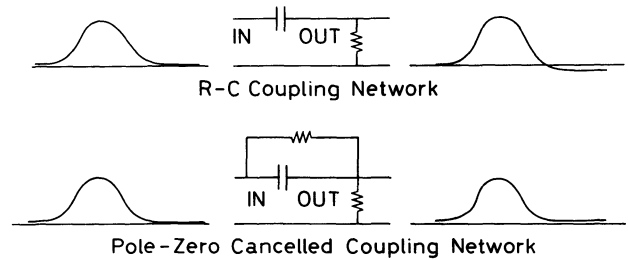 IN OUT
R-C Coupling Network
IN OUT
Pole-Zero Cancelled Coupling Network